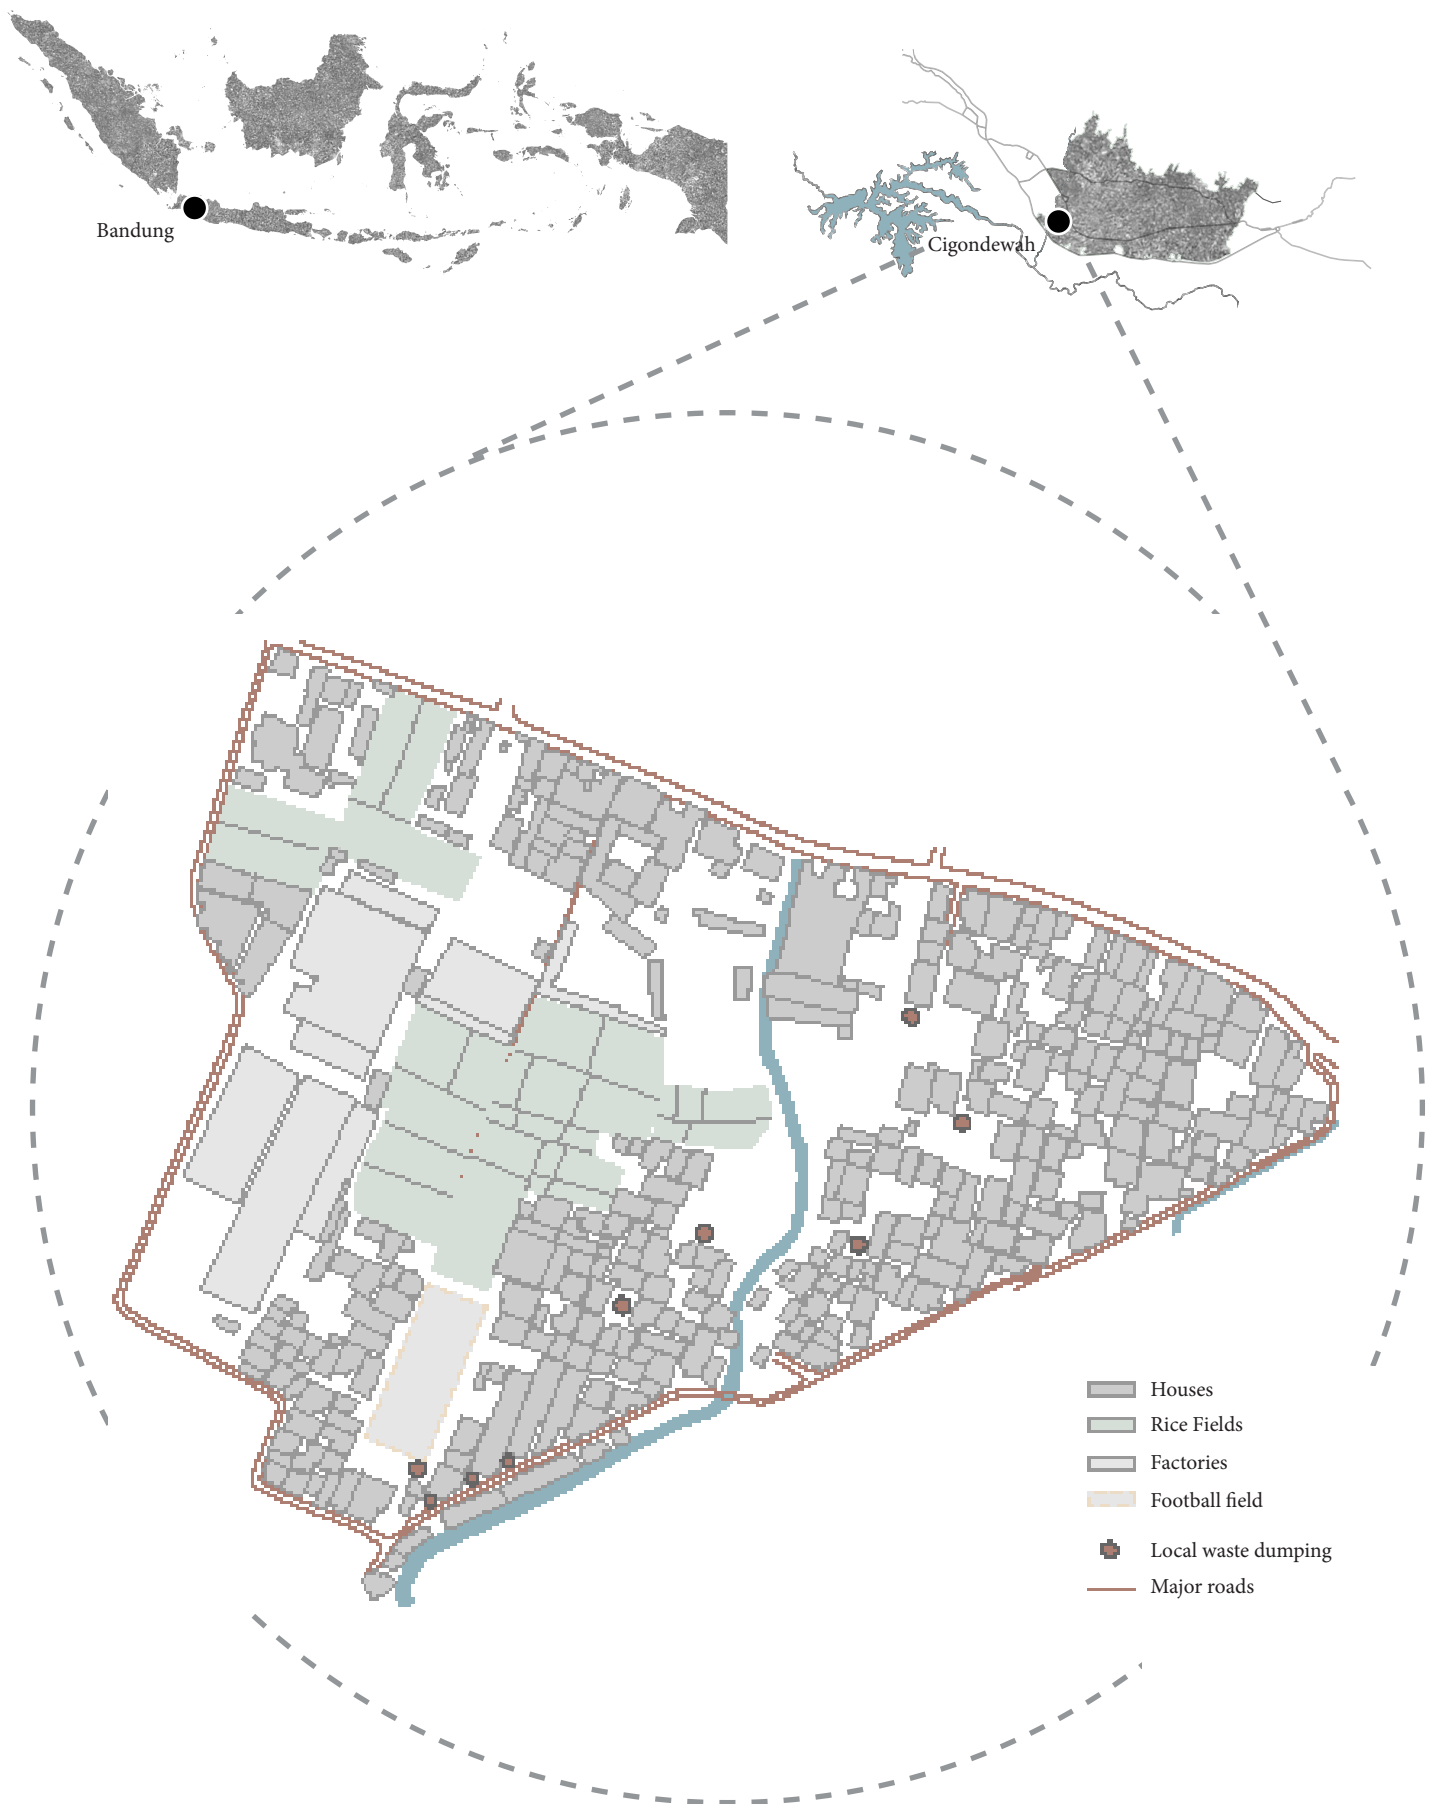 Bandung
Cigondewah
Houses
Rice Fields
Factories
Football field
Local waste dumping
Major roads